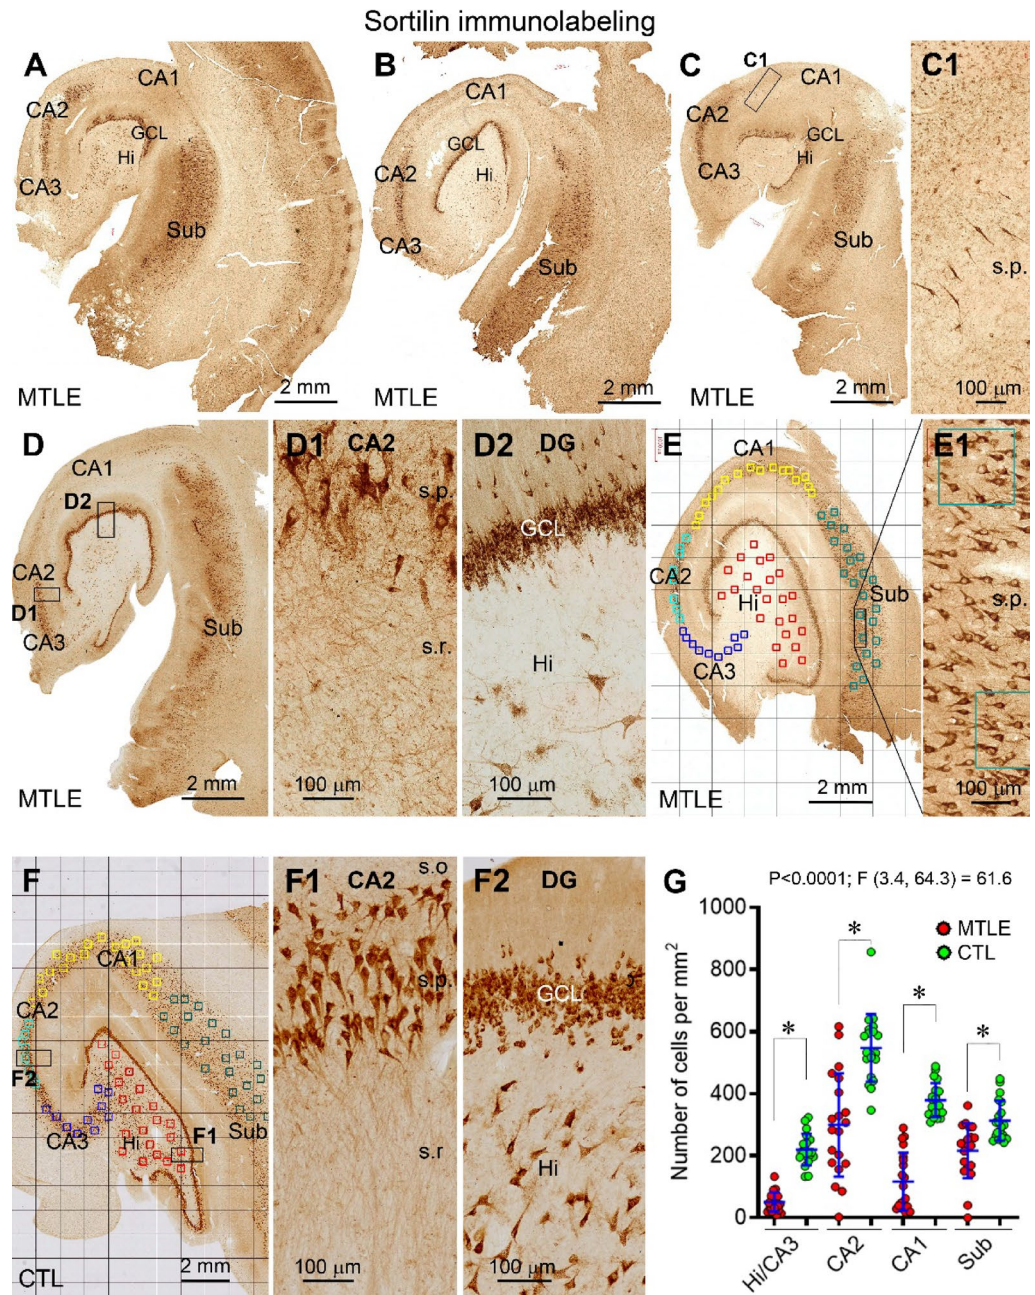 Sortilin immunolabeling
A
CA1
CA2
GCL
Hi
CA3
Sub
2 mm
MTLE
B
CA1
GCL
CA2
Hi
CA3
Sub
2 mm
MTLE
C
C1
CA1
CA2
GCL
CA3
Hi
Sub
2 mm
MTLE
C1
s.p.
100 μm
D
CA1
D2
CA2
D1
CA3
Sub
2 mm
MTLE
D1 CA2
s.p.
s.r.
100 μm
D2 DG
GCL
Hi
100 μm
E
CA1
CA2
Hi
Sub
CA3
2 mm
MTLE
E1
s.p.
100 μm
F
CA1
CA2
F2
CA3
Hi
F1
Sub
2 mm
CTL
F1 CA2
s.o
s.p.
s.r
100 μm
F2 DG
GCL
Hi
100 μm
G
P<0.0001; F (3.4, 64.3) = 61.6
Number of cells per mm²
1000
800
600
400
200
0
MTLE
CTL
*
*
*
*
Hi/CA3
CA2
CA1
Sub